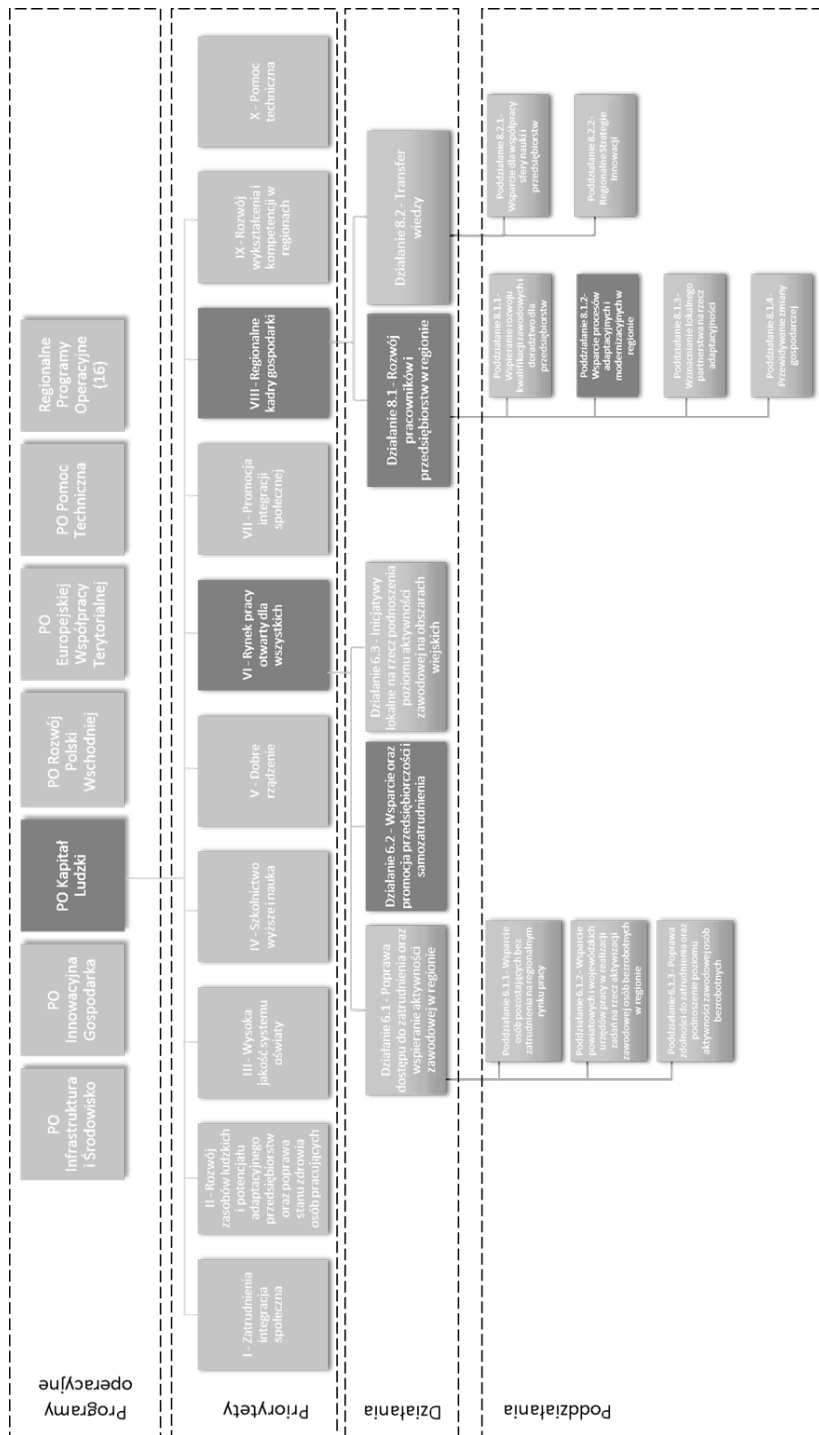 Programy
operacyjne
PO
Infrastruktura
i Środowisko
PO
Innowacyjna
Gospodarka
PO Kapitał
Ludzki
PO Rozwój
Polski
Wschodniej
PO
Europejskiej
Współpracy
Terytorialnej
PO Pomoc
Techniczna
Regionalne
Programy
Operacyjne
(16)
Priorytety
I - Zatrudnienia
integracja
społeczna
II - Rozwój
zasobów ludzkich
i potencjału
adaptacyjnego
przedsiębiorstw
oraz poprawa
stanu zdrowia
osób pracujących
III - Wysoka
jakość systemu
oświaty
IV - Szkolnictwo
wyższe i nauka
V - Dobre
rządzenie
VI - Rynek pracy
otwarty dla
wszystkich
VII - Promocja
integracji
społecznej
VIII - Regionalne
kadry gospodarki
IX - Rozwój
wykształcenia i
kompetencji w
regionach
X - Pomoc
techniczna
Działania
Działanie 6.1 - Poprawa
dostępu do zatrudnienia oraz
wspieranie aktywności
zawodowej w regionie
Działanie 6.2 - Wsparcie oraz
promocja przedsiębiorczości i
samozatrudnienia
Działanie 6.3 - Inicjatywy
lokalne na rzecz podnoszenia
poziomu aktywności
zawodowej na obszarach
wiejskich
Działanie 8.1 - Rozwój
pracowników i
przedsiębiorstw w regionie
Działanie 8.2 - Transfer
wiedzy
Poddziałania
Poddziałanie 6.1.1 - Wsparcie
osób pozostających bez
zatrudnienia na regionalnym
rynku pracy
Poddziałanie 6.1.2 - Wsparcie
powiatowych i wojewódzkich
urzędów pracy w realizacji
zadań na rzecz aktywizacji
zawodowej osób bezrobotnych
w regionie
Poddziałanie 6.1.3 - Poprawa
zdolności do zatrudnienia oraz
podnoszenie poziomu
aktywności zawodowej osób
bezrobotnych
Poddziałanie 8.1.1 -
Wspieranie rozwoju
kwalifikacji zawodowych i
doradztwo dla
przedsiębiorstw
Poddziałanie 8.1.2-
Wsparcie procesów
adaptacyjnych i
modernizacyjnych w
regionie
Poddziałanie 8.1.3 -
Wzmacnianie lokalnego
partnerstwa na rzecz
adaptacyjności
Poddziałanie 8.1.4 -
Przewidywanie zmiany
gospodarczej
Poddziałanie 8.2.1 -
Wsparcie dla współpracy
sfery nauki i
przedsiębiorstw
Poddziałanie 8.2.2 -
Regionalne Strategie
Innowacji